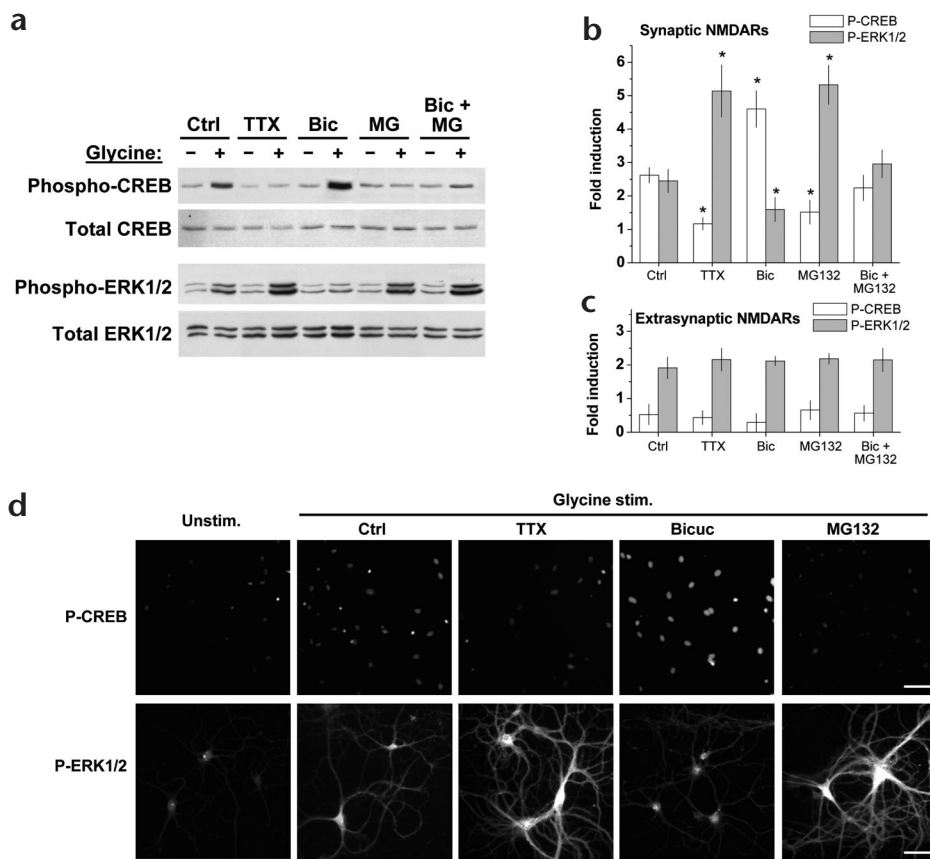 a
Ctrl TTX Bic MG Bic + MG
Glycine: – + – + – + – + – +
Phospho-CREB
Total CREB
Phospho-ERK1/2
Total ERK1/2
b
Synaptic NMDARs
P-CREB
P-ERK1/2
Fold induction
7
6
5
4
3
2
1
0
* * * * * *
Ctrl TTX Bic MG132 Bic + MG132
c
Extrasynaptic NMDARs
P-CREB
P-ERK1/2
Fold induction
2
1
0
Ctrl TTX Bic MG132 Bic + MG132
d
Glycine stim.
Unstim. Ctrl TTX Bicuc MG132
P-CREB
P-ERK1/2